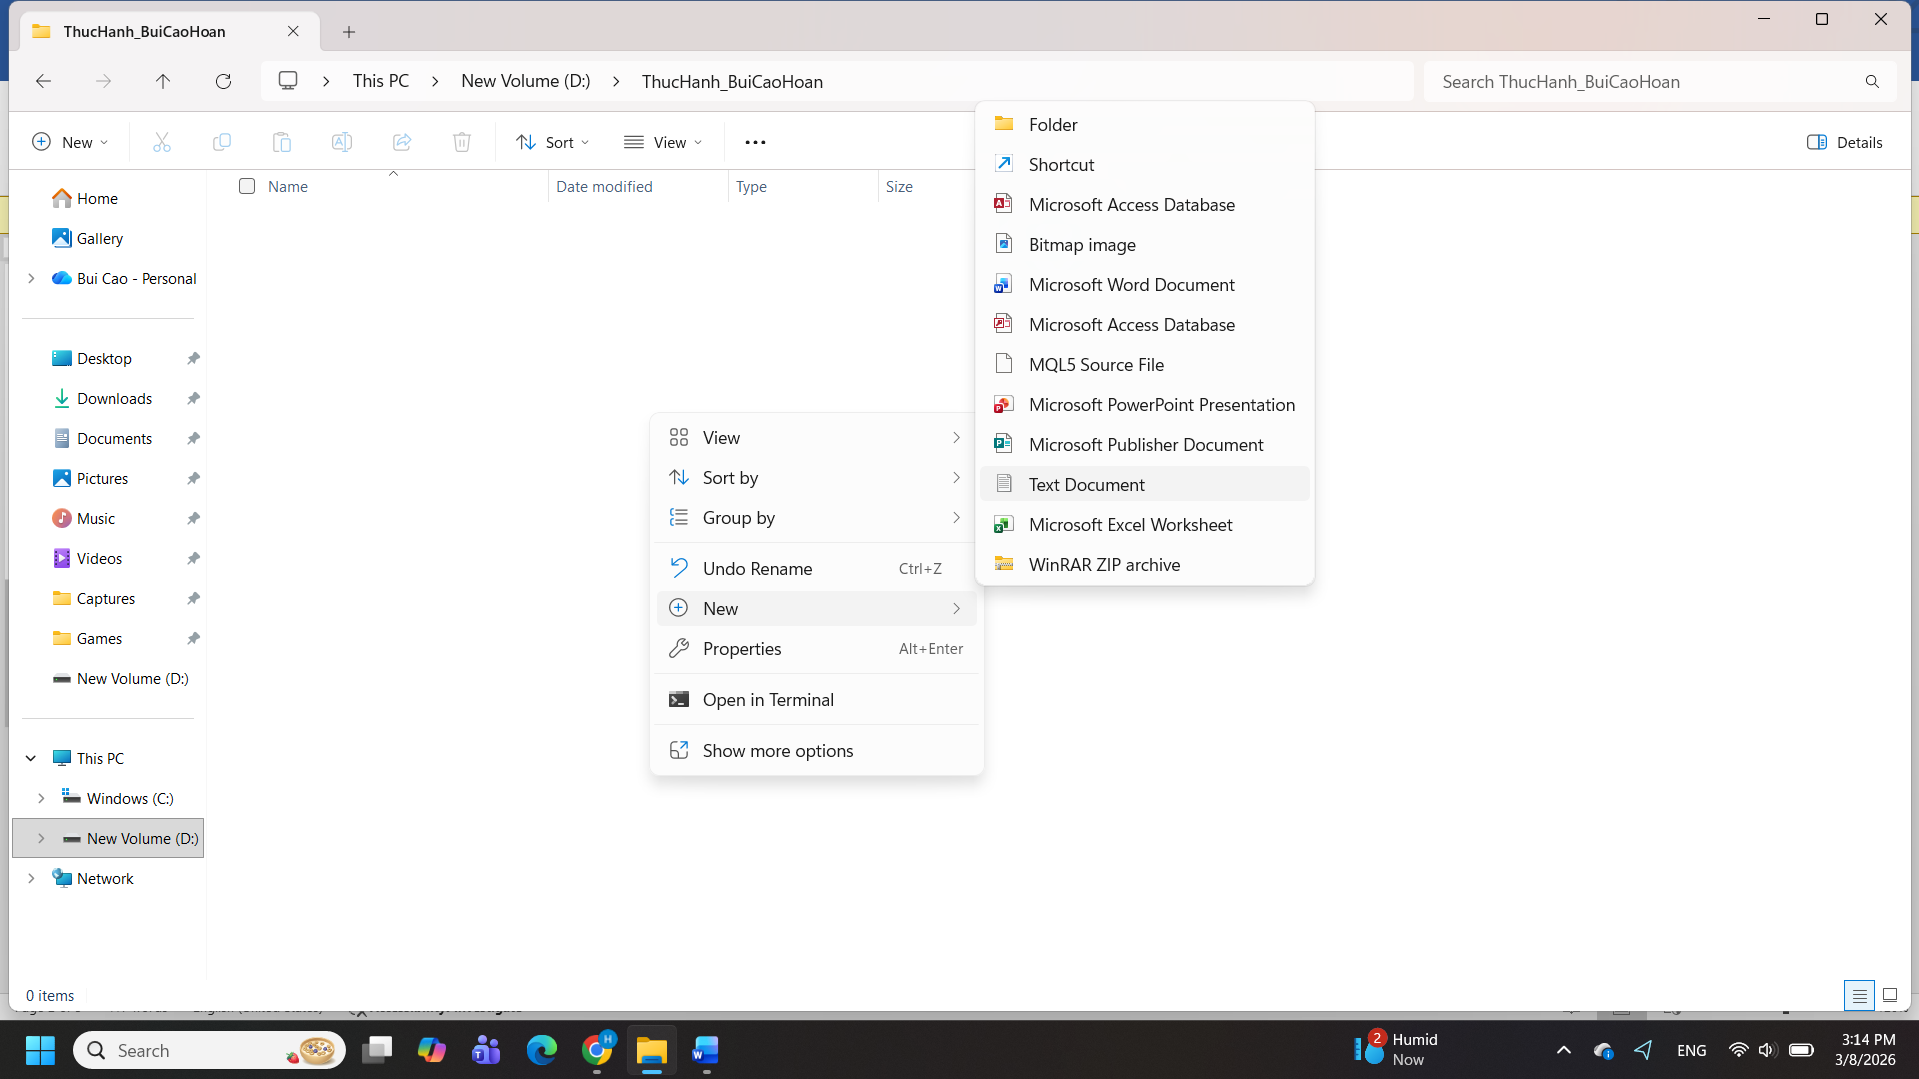 ThucHanh_BuiCaoHoan
This PC
New Volume (D:)
ThucHanh_BuiCaoHoan
Search ThucHanh_BuiCaoHoan
New
Sort
View
Details
Name
Date modified
Type
Size
Home
Gallery
Bui Cao - Personal
Desktop
Downloads
Documents
Pictures
Music
Videos
Captures
Games
New Volume (D:)
This PC
Windows (C:)
New Volume (D:)
Network
View
Sort by
Group by
Undo Rename Ctrl+Z
New
Properties Alt+Enter
Open in Terminal
Show more options
Folder
Shortcut
Microsoft Access Database
Bitmap image
Microsoft Word Document
Microsoft Access Database
MQL5 Source File
Microsoft PowerPoint Presentation
Microsoft Publisher Document
Text Document
Microsoft Excel Worksheet
WinRAR ZIP archive
0 items
Search
H
2
Humid
Now
ENG
3:14 PM
3/8/2026